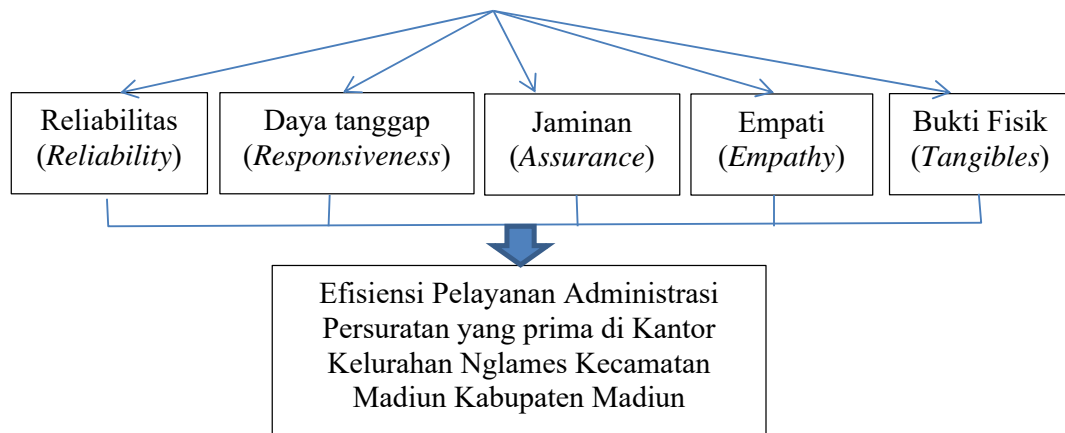 Reliabilitas
(Reliability)
Daya tanggap
(Responsiveness)
Jaminan
(Assurance)
Empati
(Empathy)
Bukti Fisik
(Tangibles)
Efisiensi Pelayanan Administrasi
Persuratan yang prima di Kantor
Kelurahan Nglames Kecamatan
Madiun Kabupaten Madiun